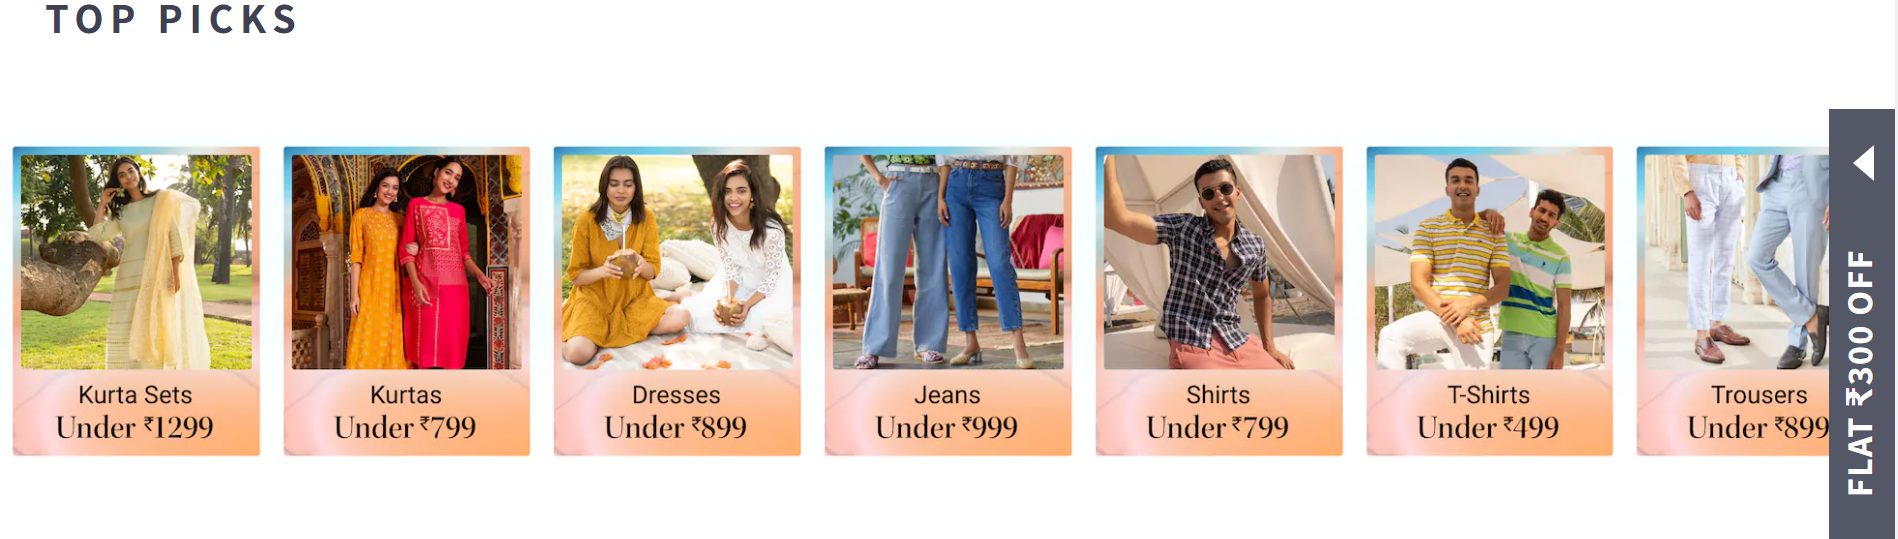 TOP PICKS
Kurta Sets
Under ₹1299
Kurtas
Under ₹799
Dresses
Under ₹899
Jeans
Under ₹999
Shirts
Under ₹799
T-Shirts
Under ₹499
Trousers
Under ₹899
FLAT ₹300 OFF